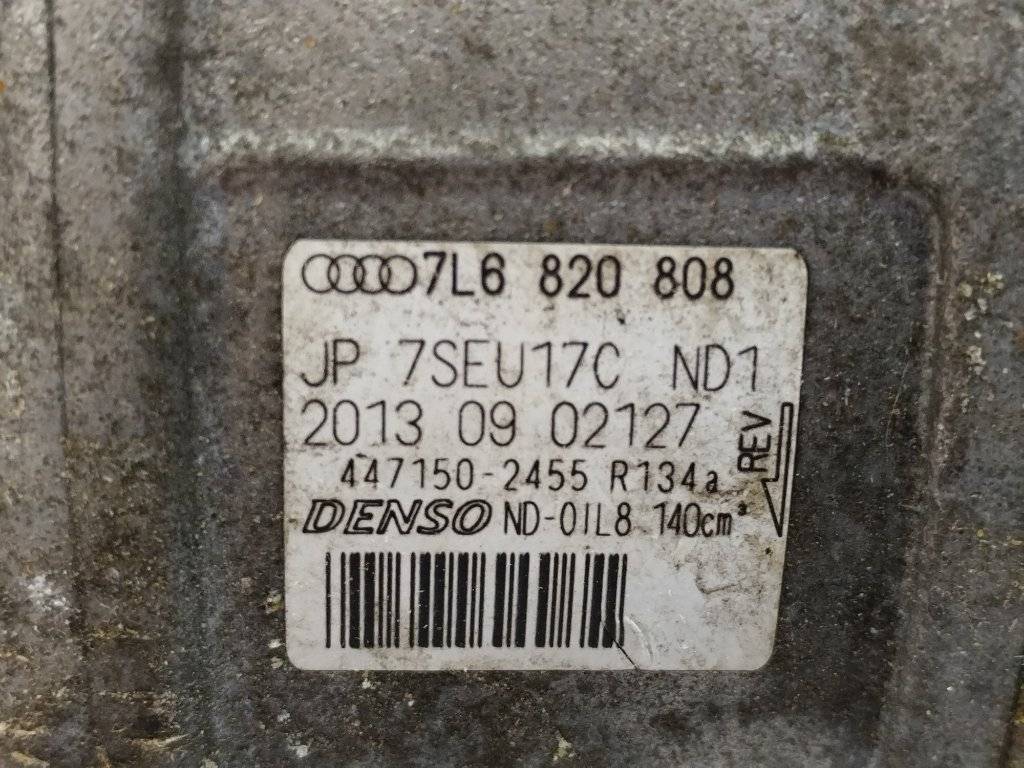 7L6 820 808
JP 7SEU17C ND1
2013 09 02127
447150-2455 R134a
DENSO ND-OIL8 140cm³
REV